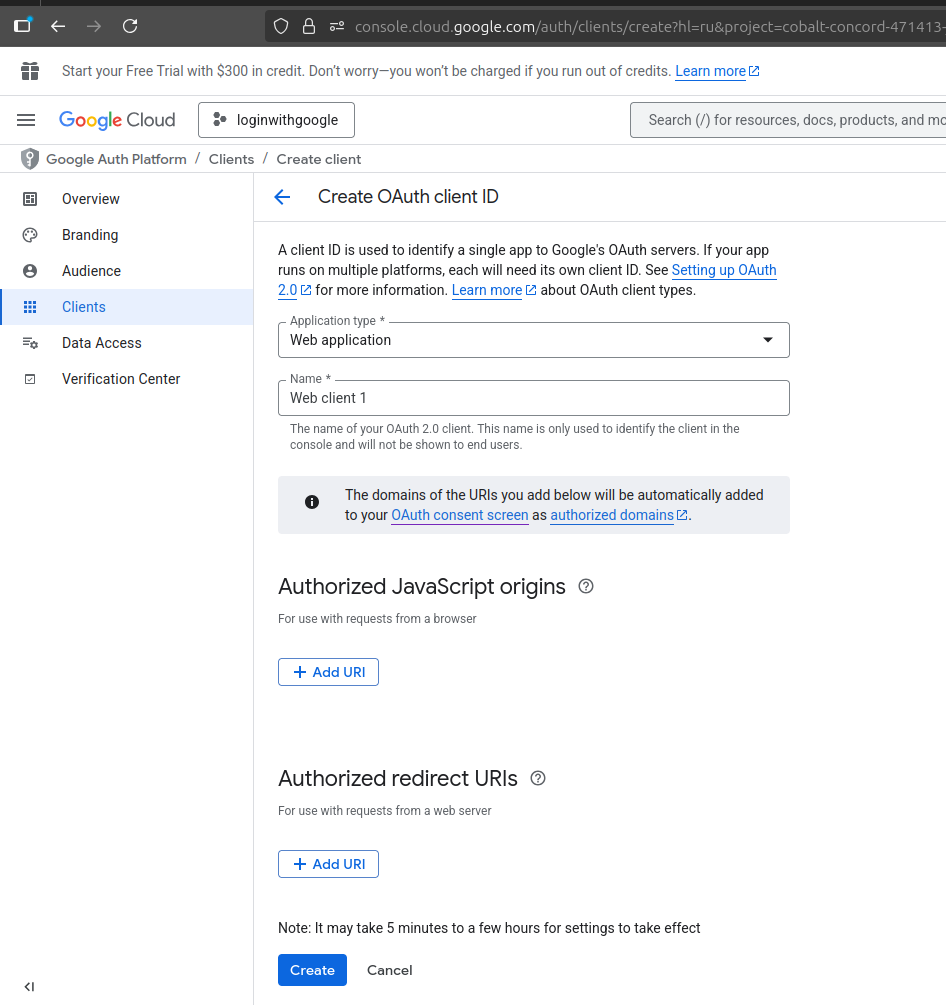 console.cloud.google.com/auth/clients/create?hl=ru&project=cobalt-concord-471413-
Start your Free Trial with $300 in credit. Don’t worry—you won’t be charged if you run out of credits. Learn more
Google Cloud
loginwithgoogle
Search (/) for resources, docs, products, and mo
Google Auth Platform / Clients / Create client
Overview
Branding
Audience
Clients
Data Access
Verification Center
Create OAuth client ID
A client ID is used to identify a single app to Google's OAuth servers. If your app
runs on multiple platforms, each will need its own client ID. See Setting up OAuth
2.0 for more information. Learn more about OAuth client types.
Application type *
Web application
Name *
Web client 1
The name of your OAuth 2.0 client. This name is only used to identify the client in the
console and will not be shown to end users.
The domains of the URIs you add below will be automatically added
to your OAuth consent screen as authorized domains.
Authorized JavaScript origins
For use with requests from a browser
+ Add URI
Authorized redirect URIs
For use with requests from a web server
+ Add URI
Note: It may take 5 minutes to a few hours for settings to take effect
Create
Cancel